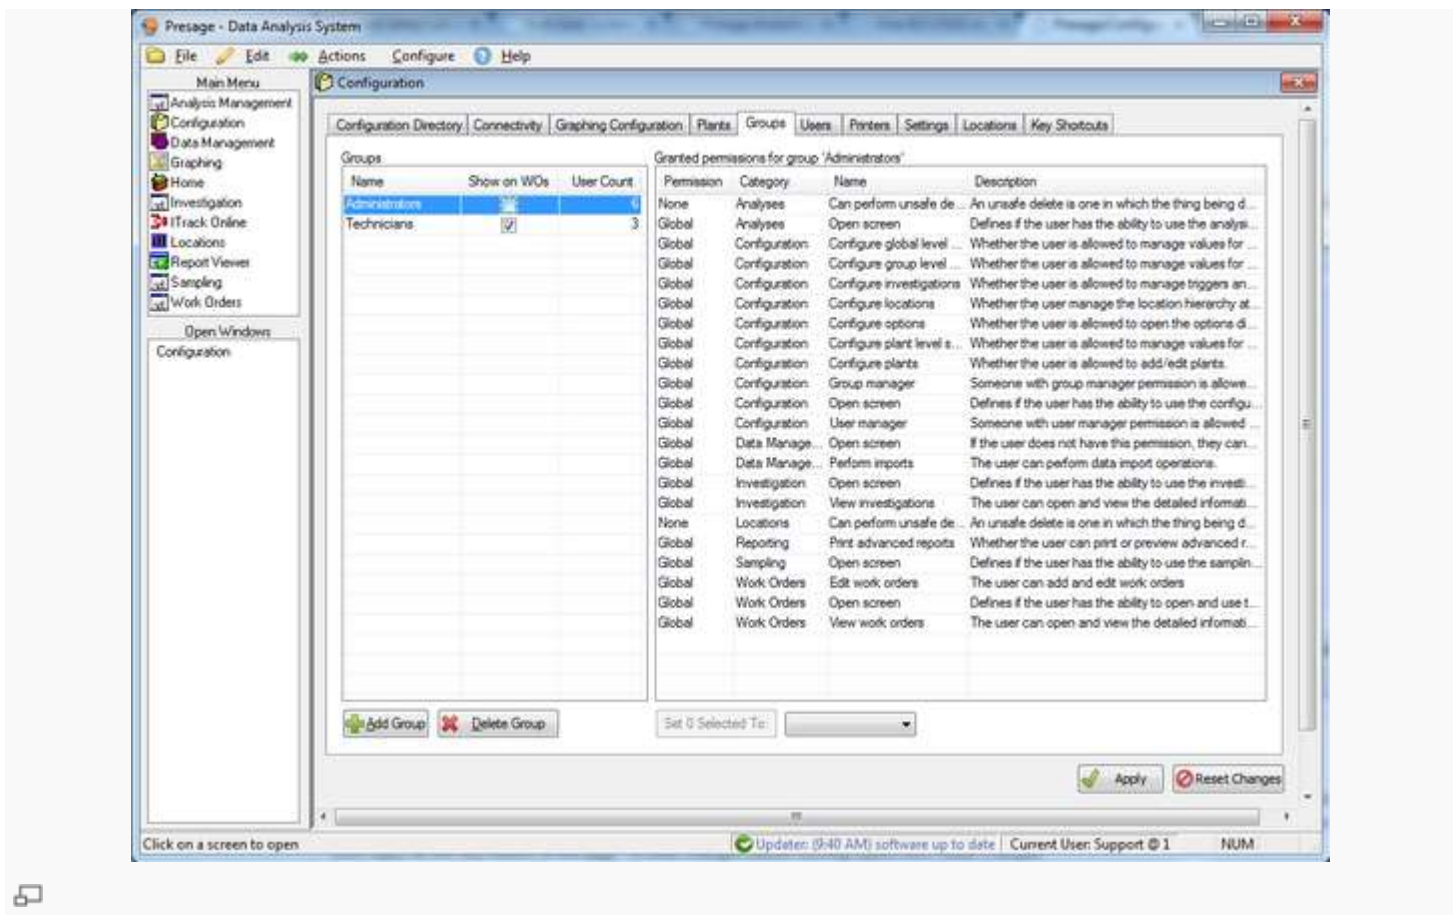 Presage - Data Analysis System
File Edit Actions Configure Help
Main Menu
Analysis Management
Configuration
Data Management
Graphing
Home
Investigation
ITrack Online
Locations
Report Viewer
Sampling
Work Orders
Open Windows
Configuration
Configuration
Configuration Directory Connectivity Graphing Configuration Plants Groups Users Printers Settings Locations Key Shortcuts
Groups
Name Show on WOs User Count
Administrators 6
Technicians 3
Granted permissions for group 'Administrators'
Permission Category Name Description
None Analyses Can perform unsafe de... An unsafe delete is one in which the thing being d...
Global Analyses Open screen Defines if the user has the ability to use the analysi...
Global Configuration Configure global level ... Whether the user is allowed to manage values for ...
Global Configuration Configure group level ... Whether the user is allowed to manage values for ...
Global Configuration Configure investigations Whether the user is allowed to manage triggers an...
Global Configuration Configure locations Whether the user manage the location hierarchy at...
Global Configuration Configure options Whether the user is allowed to open the options di...
Global Configuration Configure plant level s... Whether the user is allowed to manage values for ...
Global Configuration Configure plants Whether the user is allowed to add/edit plants.
Global Configuration Group manager Someone with group manager permission is allowe...
Global Configuration Open screen Defines if the user has the ability to use the configu...
Global Configuration User manager Someone with user manager permission is allowed ...
Global Data Manage... Open screen If the user does not have this permission, they can...
Global Data Manage... Perform imports The user can perform data import operations.
Global Investigation Open screen Defines if the user has the ability to use the investi...
Global Investigation View investigations The user can open and view the detailed informati...
None Locations Can perform unsafe de... An unsafe delete is one in which the thing being d...
Global Reporting Print advanced reports Whether the user can print or preview advanced r...
Global Sampling Open screen Defines if the user has the ability to use the samplin...
Global Work Orders Edit work orders The user can add and edit work orders
Global Work Orders Open screen Defines if the user has the ability to open and use t...
Global Work Orders View work orders The user can open and view the detailed informati...
Add Group Delete Group Set 0 Selected To:
Apply Reset Changes
Click on a screen to open Updater: (9:40 AM) software up to date Current User: Support @ 1 NUM